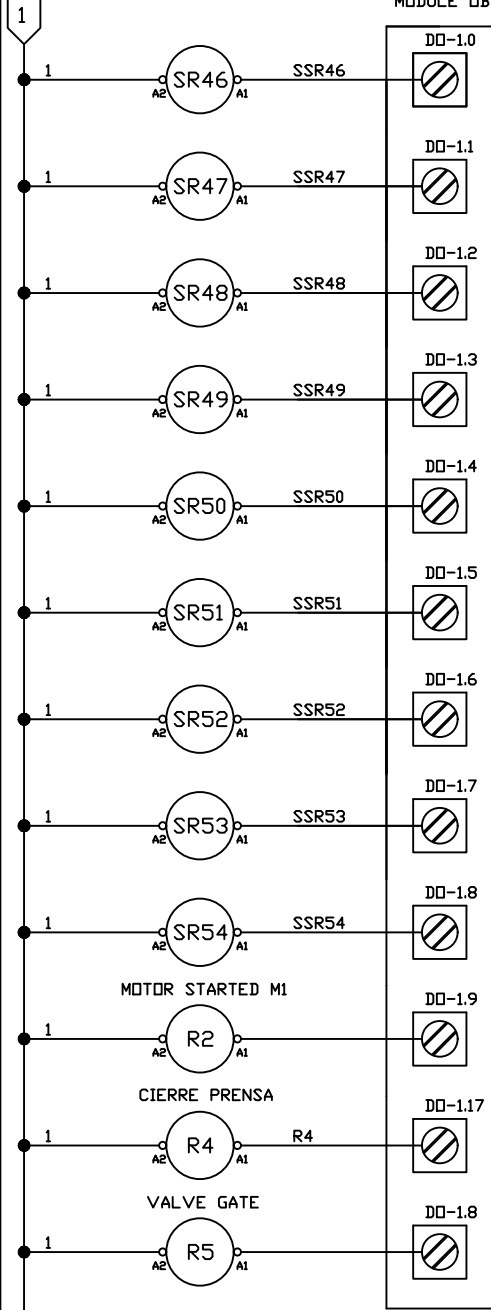 MODULE OB
1
DO-1.0
1 A2 SR46 A1 SSR46
DO-1.1
1 A2 SR47 A1 SSR47
DO-1.2
1 A2 SR48 A1 SSR48
DO-1.3
1 A2 SR49 A1 SSR49
DO-1.4
1 A2 SR50 A1 SSR50
DO-1.5
1 A2 SR51 A1 SSR51
DO-1.6
1 A2 SR52 A1 SSR52
DO-1.7
1 A2 SR53 A1 SSR53
DO-1.8
1 A2 SR54 A1 SSR54
MOTOR STARTED M1
DO-1.9
1 A2 R2 A1
CIERRE PRENSA
DO-1.17
1 A2 R4 A1 R4
VALVE GATE
DO-1.8
1 A2 R5 A1